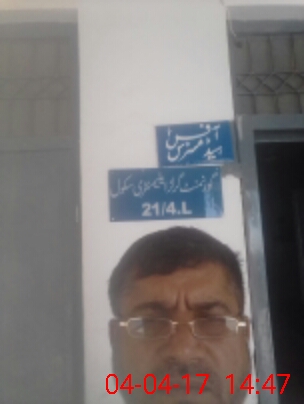 آفس
ہیڈ مسٹرس
گورنمنٹ گرلز ایلیمنٹری سکول
21/4.L
04-04-17 14:47